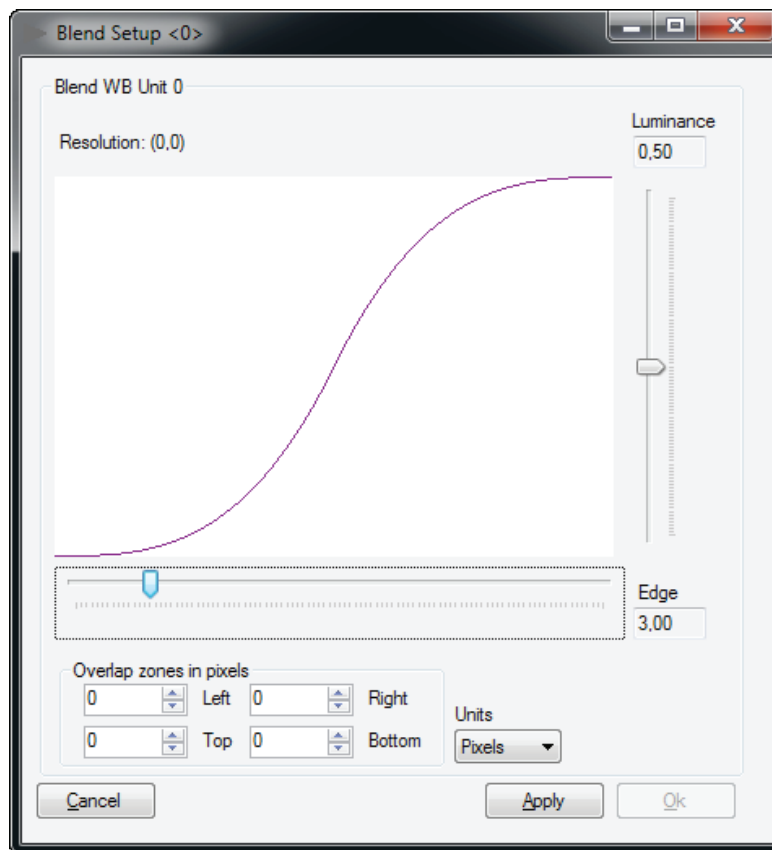 Blend Setup <0>
Blend WB Unit 0
Resolution: (0,0)
Luminance
0,50
Edge
3,00
Overlap zones in pixels
0 Left 0 Right
0 Top 0 Bottom
Units
Pixels
Cancel Apply Ok